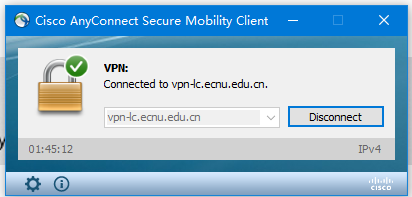 Cisco AnyConnect Secure Mobility Client
VPN:
Connected to vpn-lc.ecnu.edu.cn.
vpn-lc.ecnu.edu.cn
Disconnect
01:45:12
IPv4
CISCO